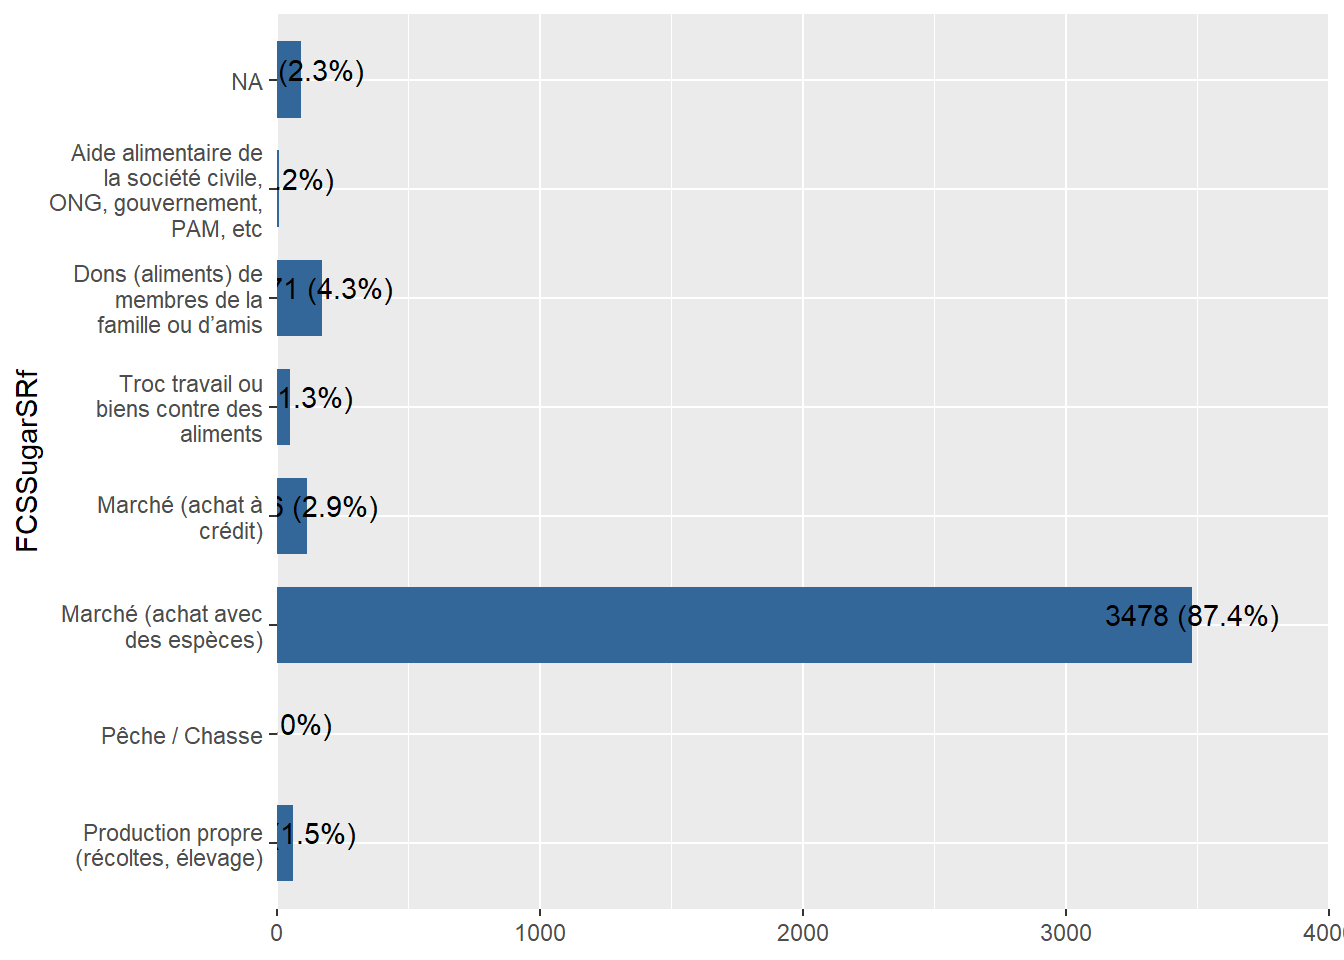 FCSSugarSRf
NA
(2.3%)
Aide alimentaire de
la société civile,
ONG, gouvernement,
PAM, etc
.2%)
Dons (aliments) de
membres de la
famille ou d’amis
71 (4.3%)
Troc travail ou
biens contre des
aliments
1.3%)
Marché (achat à
crédit)
6 (2.9%)
Marché (achat avec
des espèces)
3478 (87.4%)
Pêche / Chasse
0%)
Production propre
(récoltes, élevage)
(1.5%)
0 1000 2000 3000 400